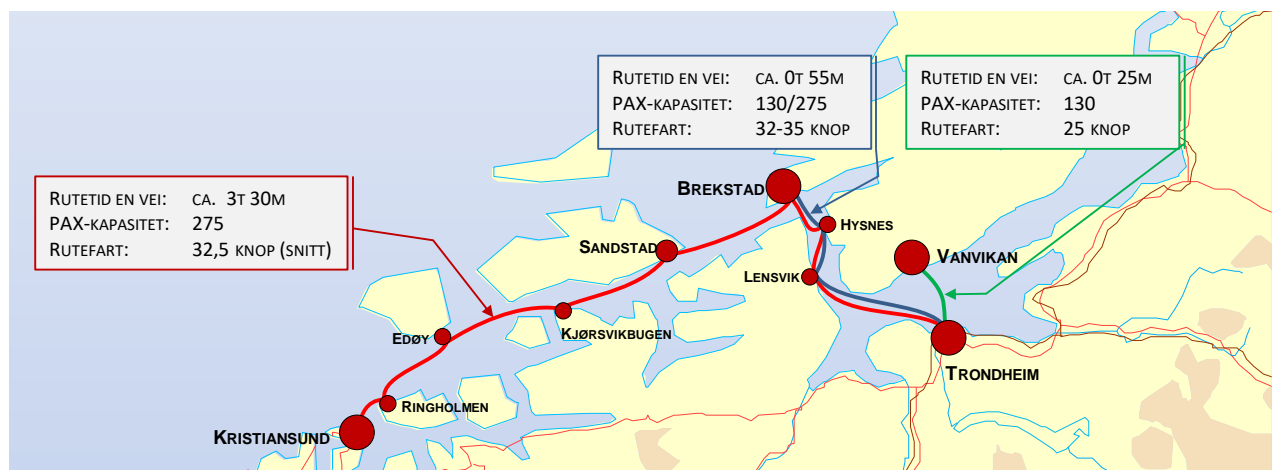 RUTETID EN VEI: CA. 0T 55M
PAX-KAPASITET: 130/275
RUTEFART: 32-35 KNOP
RUTETID EN VEI: CA. 0T 25M
PAX-KAPASITET: 130
RUTEFART: 25 KNOP
RUTETID EN VEI: CA. 3T 30M
PAX-KAPASITET: 275
RUTEFART: 32,5 KNOP (SNITT)
BREKSTAD
HYSNES
SANDSTAD
VANVIKAN
LENSVIK
KJØRSVIKBUGEN
EDØY
TRONDHEIM
RINGHOLMEN
KRISTIANSUND